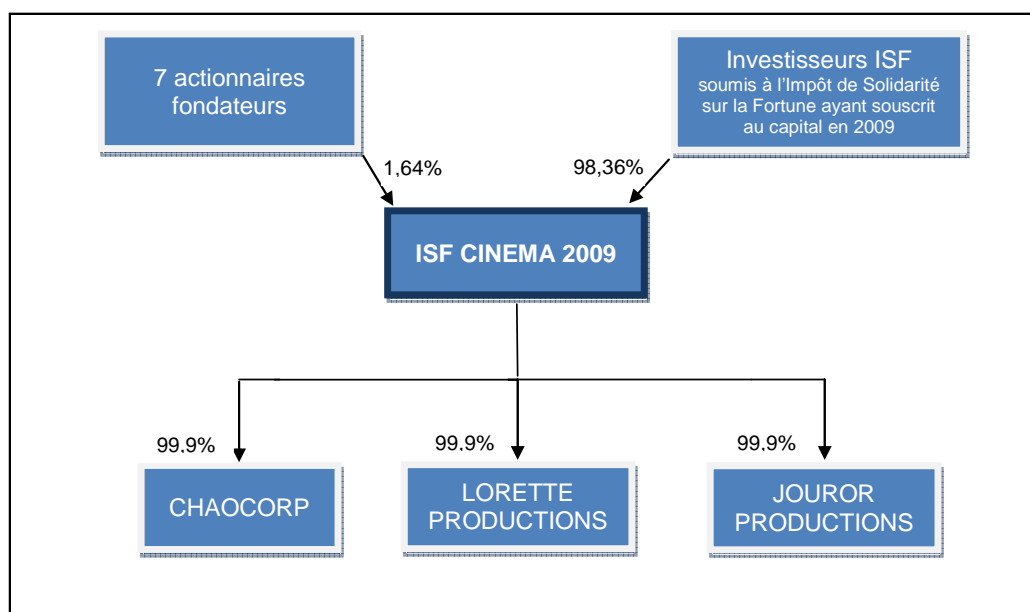 7 actionnaires
fondateurs
Investisseurs ISF
soumis à l'Impôt de Solidarité
sur la Fortune ayant souscrit
au capital en 2009
1,64%
98,36%
ISF CINEMA 2009
99,9%
99,9%
99,9%
CHAOCORP
LORETTE
PRODUCTIONS
JOUROR
PRODUCTIONS